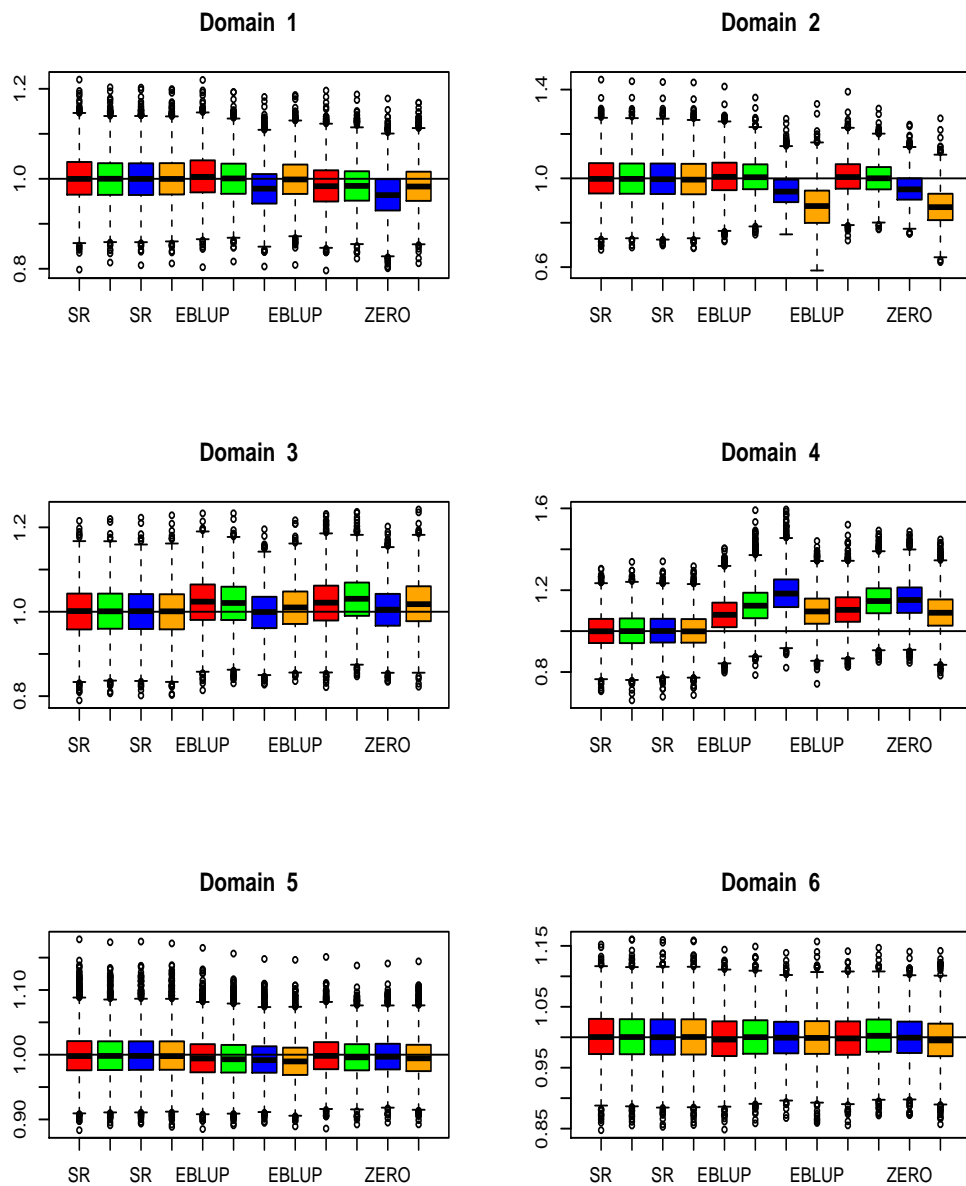 Domain 1
1.2
1.0
0.8
SR SR EBLUP EBLUP ZERO
Domain 2
1.4
1.0
0.6
SR SR EBLUP EBLUP ZERO
Domain 3
1.2
1.0
0.8
SR SR EBLUP EBLUP ZERO
Domain 4
1.6
1.2
0.8
SR SR EBLUP EBLUP ZERO
Domain 5
1.10
1.00
0.90
SR SR EBLUP EBLUP ZERO
Domain 6
1.15
1.05
0.95
0.85
SR SR EBLUP EBLUP ZERO